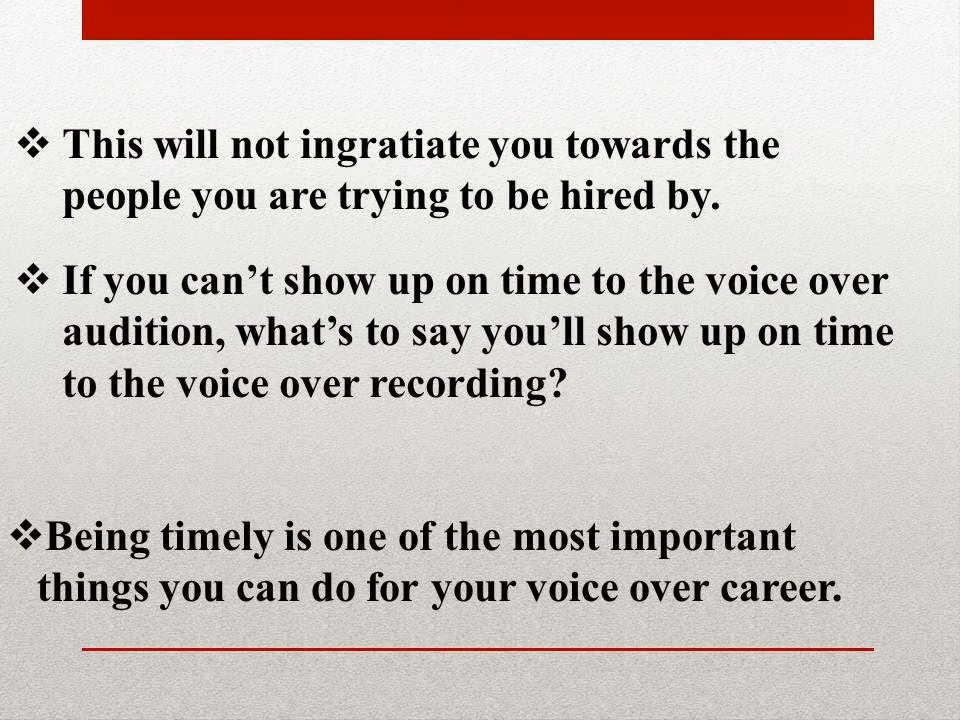 ❖ This will not ingratiate you towards the
people you are trying to be hired by.
❖ If you can’t show up on time to the voice over
audition, what’s to say you’ll show up on time
to the voice over recording?
❖Being timely is one of the most important
things you can do for your voice over career.